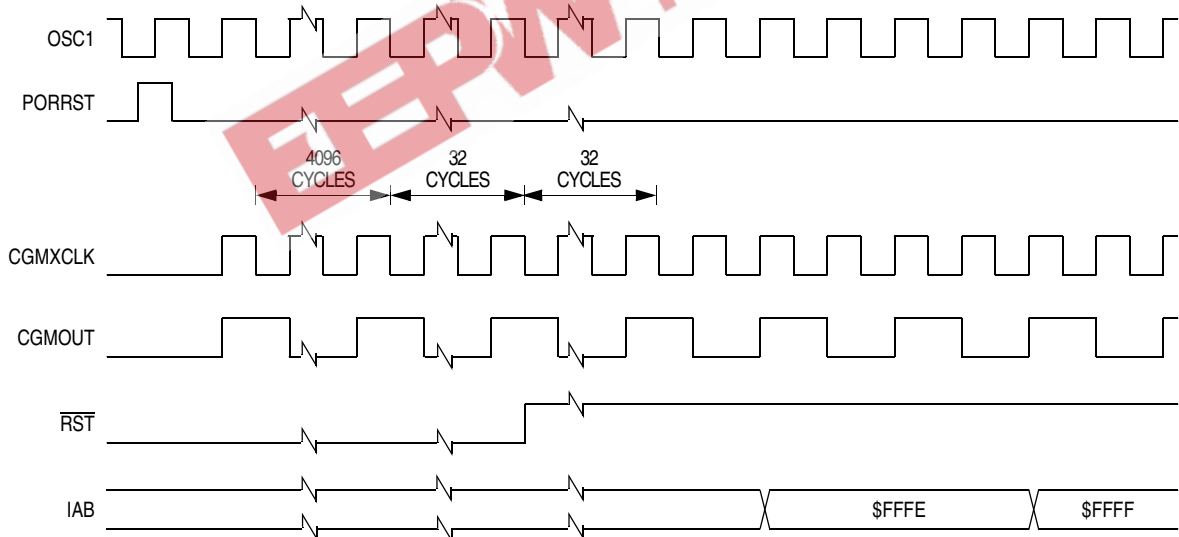 OSC1
PORRST
4096
CYCLES
32
CYCLES
32
CYCLES
CGMXCLK
CGMOUT
RST
IAB
$FFFE
$FFFF